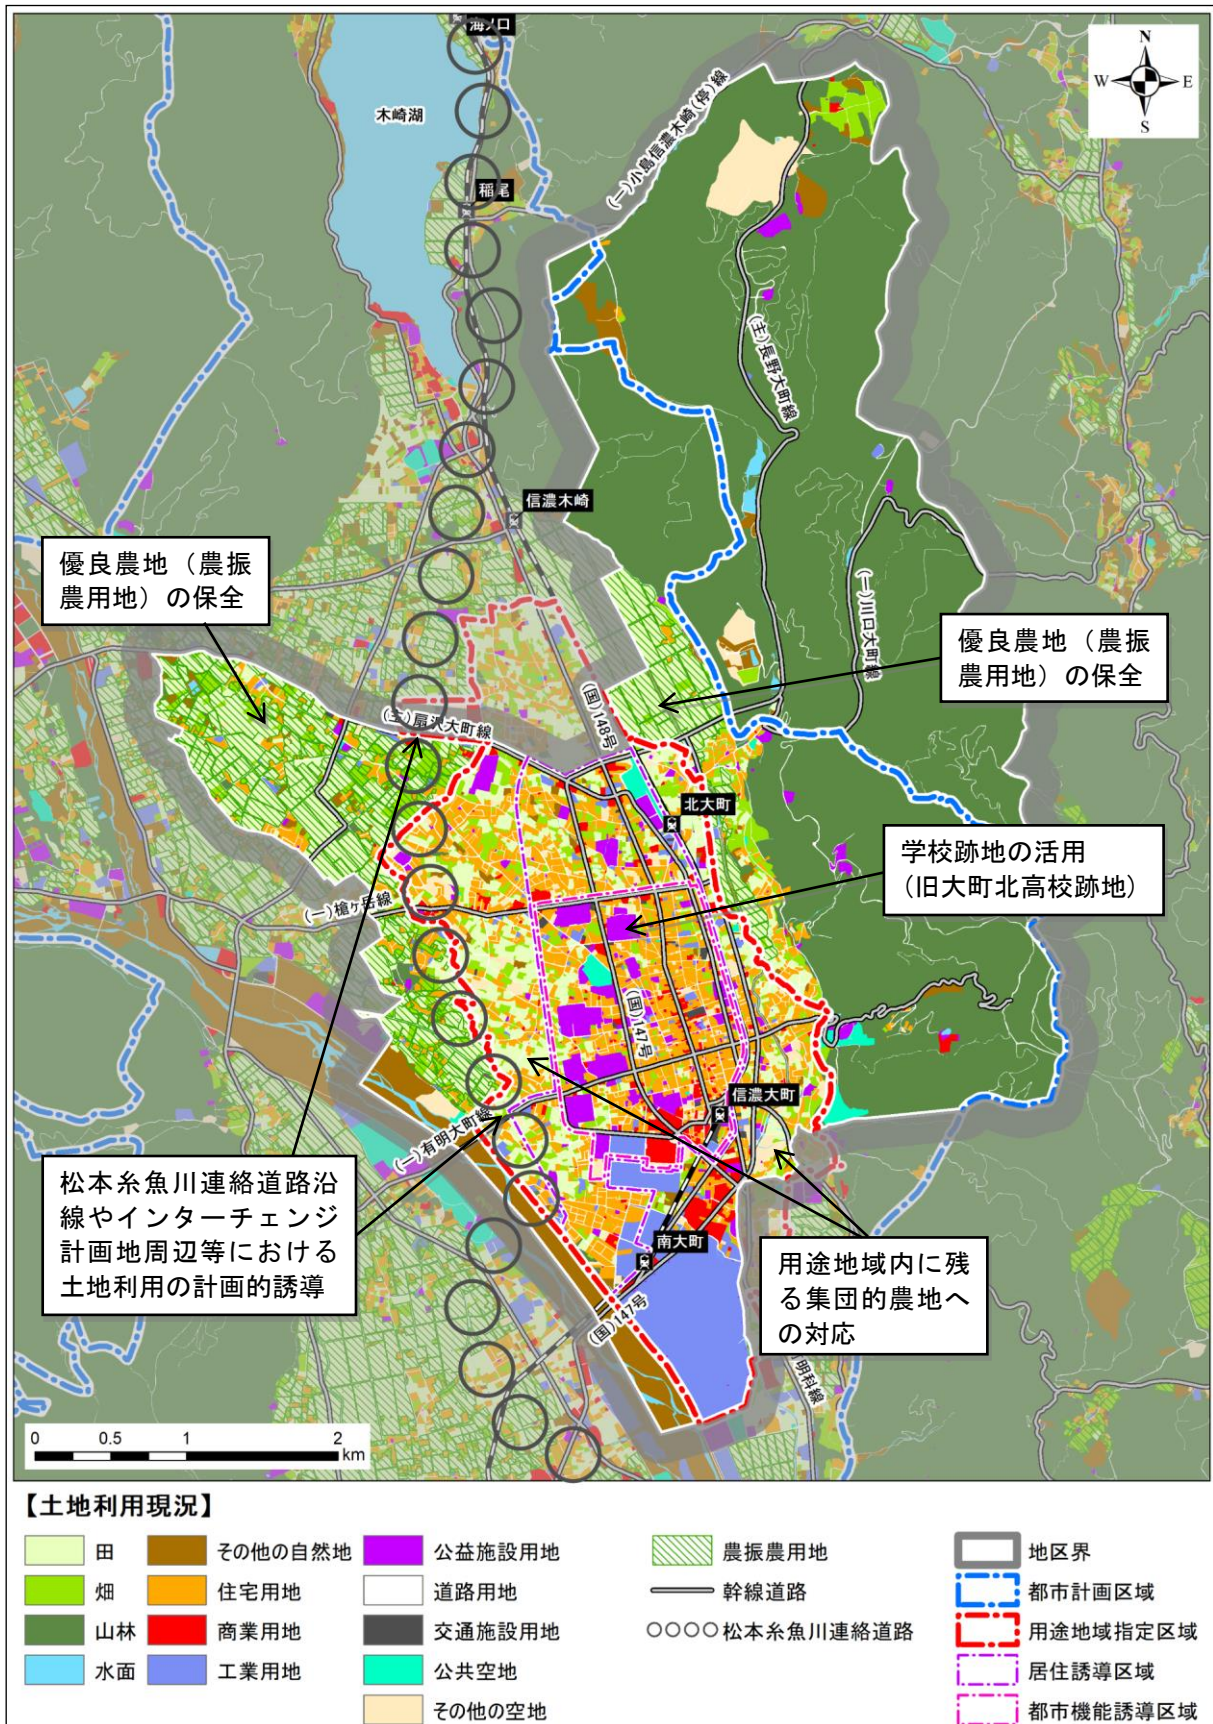 海ノ口
N
W
E
S
木崎湖
(一)小島信濃木崎(停)線
稲尾
(主)長野大町線
信濃木崎
優良農地（農振
農用地）の保全
(一)川口大町線
優良農地（農振
農用地）の保全
(国)148号
(主)扇沢大町線
北大町
学校跡地の活用
(旧大町北高校跡地)
(一)槍ヶ岳線
(国)147号
信濃大町
(一)有明大町線
松本糸魚川連絡道路沿
線やインターチェンジ
計画地周辺等における
土地利用の計画的誘導
南大町
用途地域内に残
る集団的農地へ
の対応
(国)147号
明科線
0
0.5
1
2
km
【土地利用現況】
田
その他の自然地
公益施設用地
農振農用地
地区界
畑
住宅用地
道路用地
幹線道路
都市計画区域
山林
商業用地
交通施設用地
松本糸魚川連絡道路
用途地域指定区域
水面
工業用地
公共空地
居住誘導区域
その他の空地
都市機能誘導区域